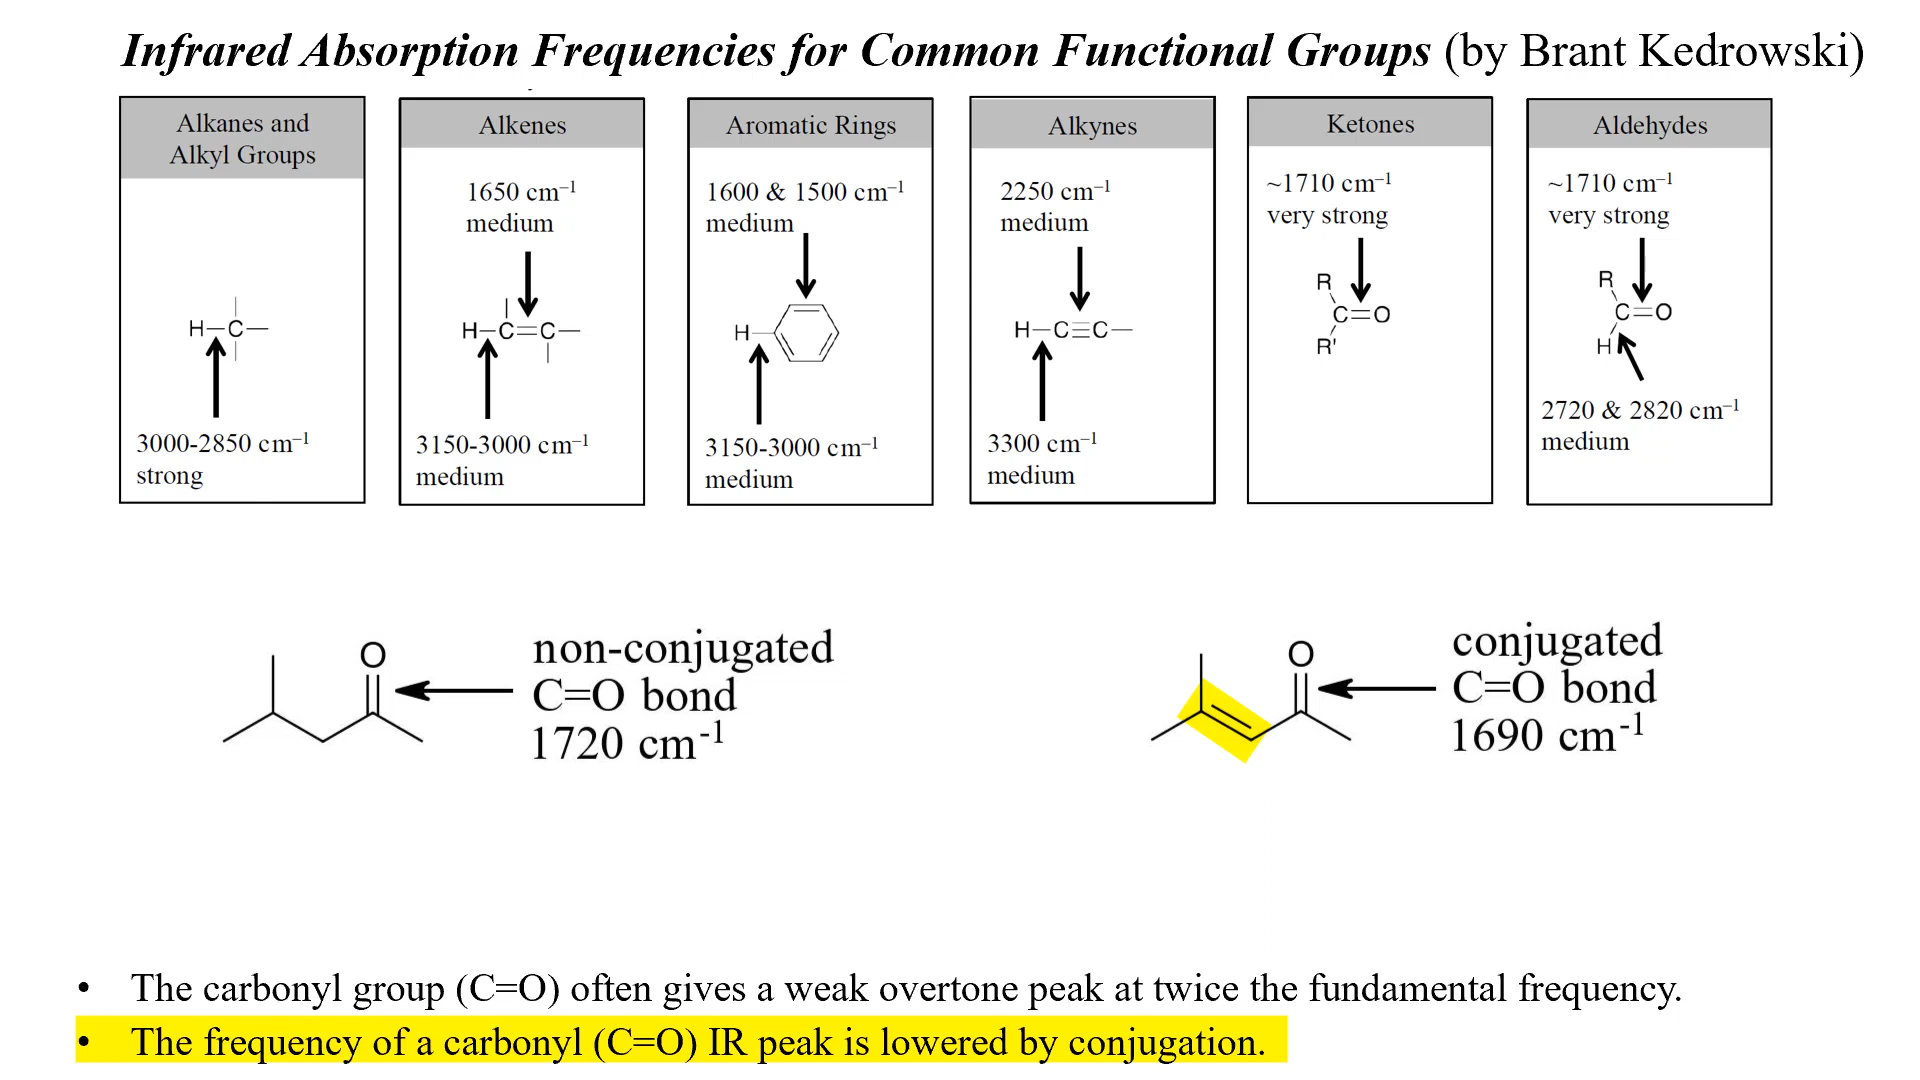 Infrared Absorption Frequencies for Common Functional Groups (by Brant Kedrowski)
Alkanes and
Alkyl Groups
H–C–
3000-2850 cm⁻¹
strong
Alkenes
1650 cm⁻¹
medium
H–C=C–
3150-3000 cm⁻¹
medium
Aromatic Rings
1600 & 1500 cm⁻¹
medium
H
3150-3000 cm⁻¹
medium
Alkynes
2250 cm⁻¹
medium
H–C≡C–
3300 cm⁻¹
medium
Ketones
~1710 cm⁻¹
very strong
R
C=O
R'
Aldehydes
~1710 cm⁻¹
very strong
R
C=O
H
2720 & 2820 cm⁻¹
medium
O
non-conjugated
C=O bond
1720 cm⁻¹
O
conjugated
C=O bond
1690 cm⁻¹
• The carbonyl group (C=O) often gives a weak overtone peak at twice the fundamental frequency.
• The frequency of a carbonyl (C=O) IR peak is lowered by conjugation.